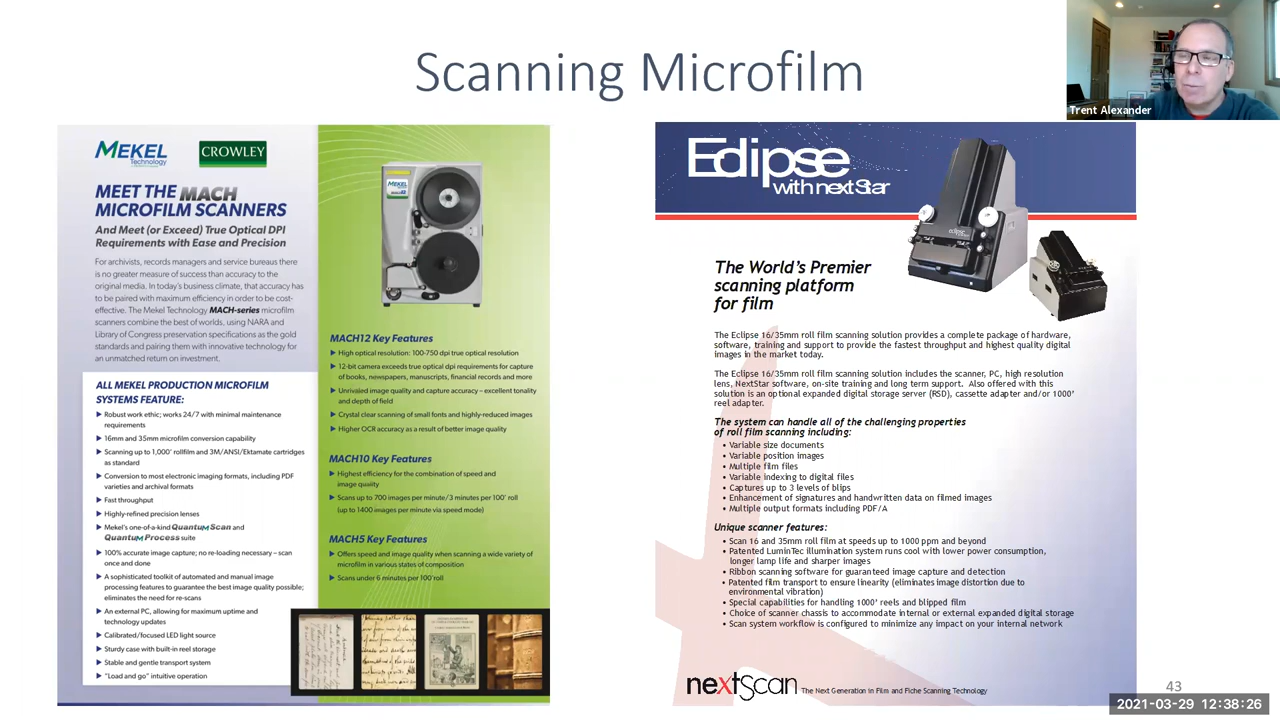 Scanning Microfilm
Trent Alexander
MEKEL
Technology
CROWLEY
MEET THE MACH
MICROFILM SCANNERS
And Meet (or Exceed) True Optical DPI
Requirements with Ease and Precision
For archivists, records managers and service bureaus there
is no greater measure of success than accuracy to the
original media. In today's business climate, that accuracy has
to be paired with maximum efficiency in order to be cost-
effective. The Mekel Technology MACH-series microfilm
scanners combine the best of worlds, using NARA and
Library of Congress preservation specifications as the gold
standards and pairing them with innovative technology for
an unmatched return on investment.
ALL MEKEL PRODUCTION MICROFILM
SYSTEMS FEATURE:
Robust work ethic; works 24/7 with minimal maintenance
requirements
16mm and 35mm microfilm conversion capability
Scanning up to 1,000' rollfilm and 3M/ANSI/Ektamate cartridges
as standard
Conversion to most electronic imaging formats, including PDF
varieties and archival formats
Fast throughput
Highly-refined precision lenses
Mekel's one-of-a-kind Quantum Scan and
Quantum Process suite
100% accurate image capture; no re-loading necessary – scan
once and done
A sophisticated toolkit of automated and manual image
processing features to guarantee the best image quality possible;
eliminates the need for re-scans
An external PC, allowing for maximum uptime and
technology updates
Calibrated/focused LED light source
Sturdy case with built-in reel storage
Stable and gentle transport system
"Load and go" intuitive operation
MACH12 Key Features
High optical resolution: 100-750 dpi true optical resolution
12-bit camera exceeds true optical dpi requirements for capture
of books, newspapers, manuscripts, financial records and more
Unrivaled image quality and capture accuracy – excellent tonality
and depth of field
Crystal clear scanning of small fonts and highly-reduced images
Higher OCR accuracy as a result of better image quality
MACH10 Key Features
Highest efficiency for the combination of speed and
image quality
Scans up to 700 images per minute/3 minutes per 100' roll
(up to 1400 images per minute via speed mode)
MACH5 Key Features
Offers speed and image quality when scanning a wide variety of
microfilm in various states of composition
Scans under 6 minutes per 100' roll
Eclipse
with nextStar
eclipse
The World's Premier
scanning platform
for film
The Eclipse 16/35mm roll film scanning solution provides a complete package of hardware,
software, training and support to provide the fastest throughput and highest quality digital
images in the market today.
The Eclipse 16/35mm roll film scanning solution includes the scanner, PC, high resolution
lens, NextStar software, on-site training and long term support. Also offered with this
solution is an optional expanded digital storage server (RSD), cassette adapter and/or 1000'
reel adapter.
The system can handle all of the challenging properties
of roll film scanning including:
• Variable size documents
• Variable position images
• Multiple film files
• Variable indexing to digital files
• Captures up to 3 levels of blips
• Enhancement of signatures and handwritten data on filmed images
• Multiple output formats including PDF/A
Unique scanner features:
• Scan 16 and 35mm roll film at speeds up to 1000 ppm and beyond
• Patented LuminTec illumination system runs cool with lower power consumption,
longer lamp life and sharper images
• Ribbon scanning software for guaranteed image capture and detection
• Patented film transport to ensure linearity (eliminates image distortion due to
environmental vibration)
• Special capabilities for handling 1000' reels and blipped film
• Choice of scanner chassis to accommodate internal or external expanded digital storage
• Scan system workflow is configured to minimize any impact on your internal network
nextScan The Next Generation in Film and Fiche Scanning Technology
43
2021-03-29 12:38:26